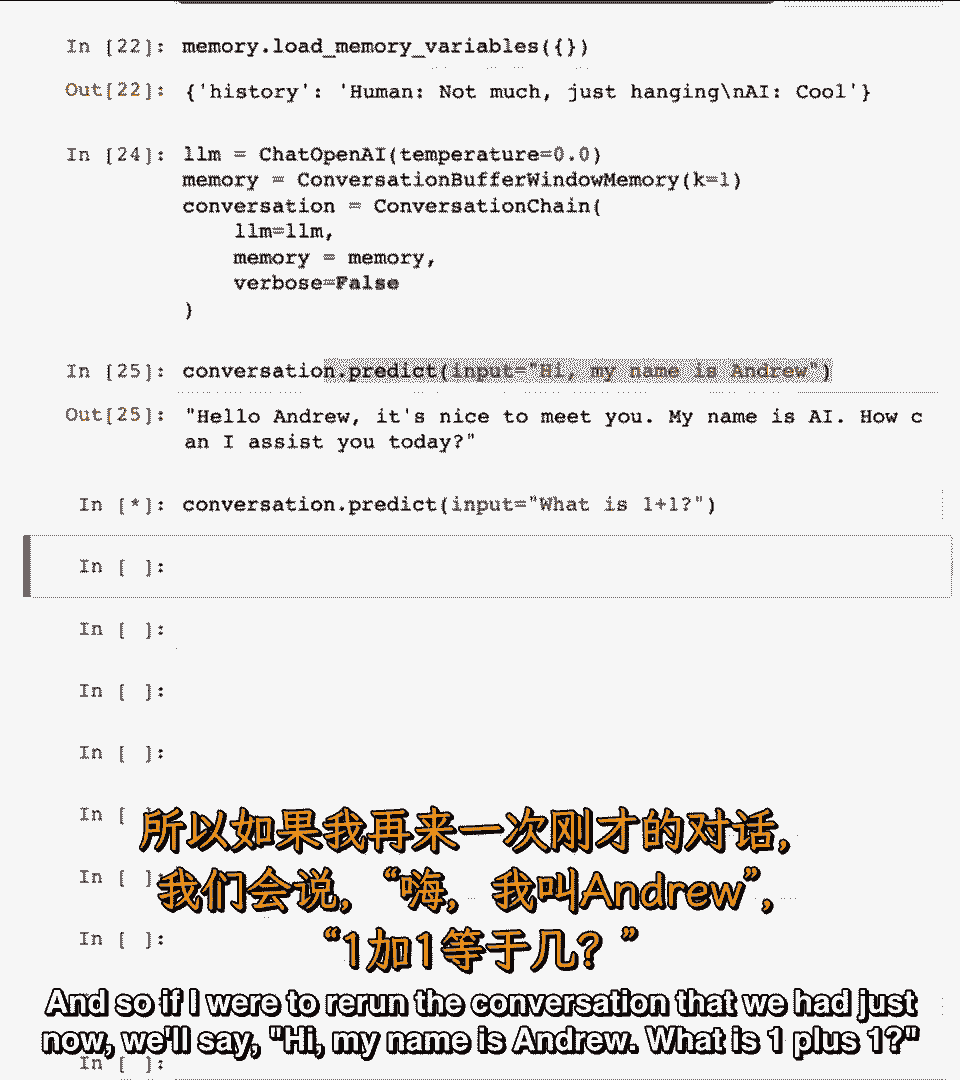 In [22]: memory.load_memory_variables({})
Out[22]: {'history': 'Human: Not much, just hanging\nAI: Cool'}
In [24]: llm = ChatOpenAI(temperature=0.0)
memory = ConversationBufferWindowMemory(k=1)
conversation = ConversationChain(
llm=llm,
memory = memory,
verbose=False
)
In [25]: conversation.predict(input="Hi, my name is Andrew")
Out[25]: "Hello Andrew, it's nice to meet you. My name is AI. How c
an I assist you today?"
In [*]: conversation.predict(input="What is 1+1?")
In [ ]:
In [ ]:
In [ ]:
In [ ]:
In [ ]:
所以如果我再来一次刚才的对话,
In [ ]:
我们会说,“嗨,我叫Andrew”,
In [ ]:
“1加1等于几?”
And so if I were to rerun the conversation that we had just
now, we'll say, "Hi, my name is Andrew. What is 1 plus 1?"
In [ ]: